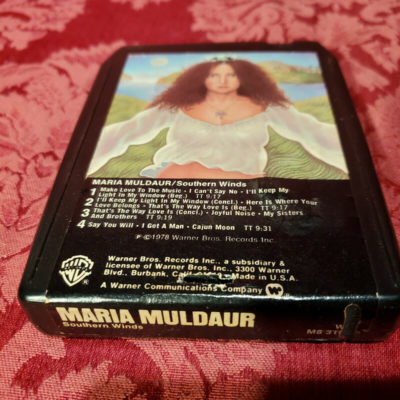 MARIA MULDAUR/Southern Winds
1 Make Love To The Music • I Can't Say No • I'll Keep My
Light In My Window (Beg.) TT 9:17
2 I'll Keep My Light In My Window (Concl.) • Here Is Where Your
Love Belongs • That's The Way Love Is (Beg.) TT 9:17
3 That's The Way Love Is (Concl.) • Joyful Noise • My Sisters
And Brothers TT 9:19
4 Say You Will • I Got A Man • Cajun Moon TT 9:31
℗©1978 Warner Bros. Records Inc.
Warner Bros. Records Inc., a subsidiary &
licensee of Warner Bros. Inc., 3300 Warner
Blvd., Burbank, Made in U.S.A.
A Warner Communications Company
MARIA MULDAUR
Southern Winds